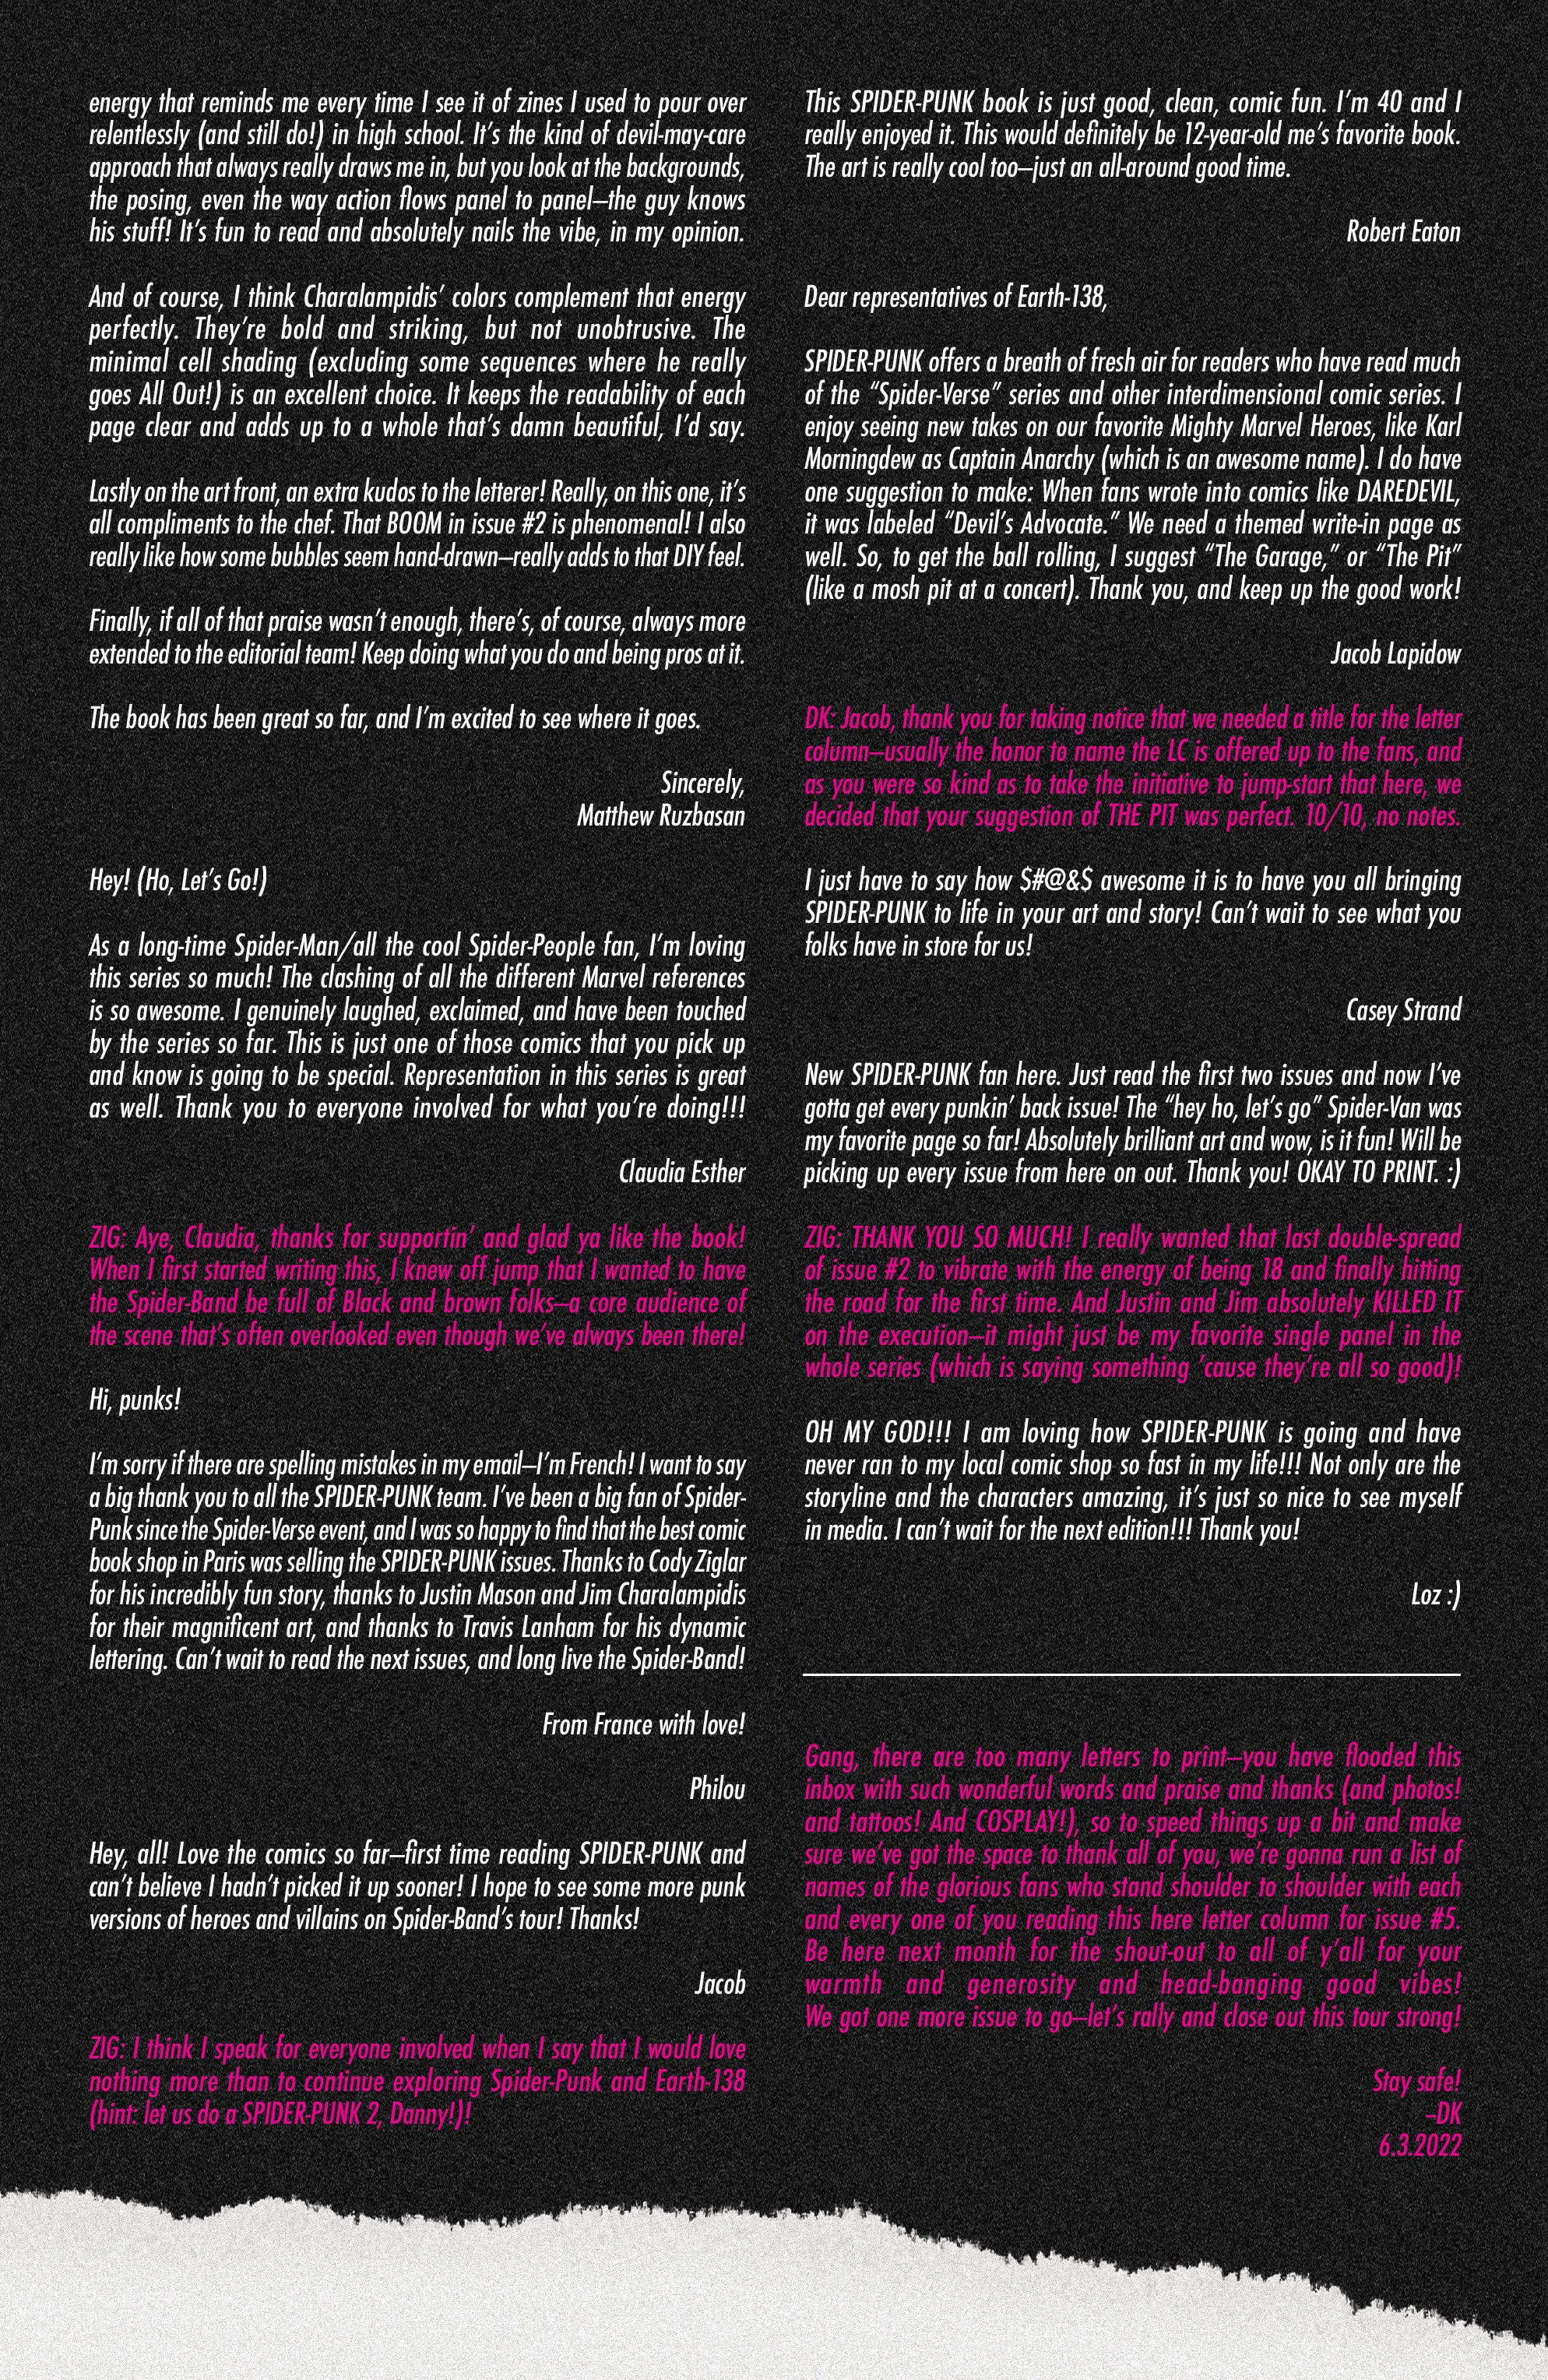 energy that reminds me every time I see it of zines I used to pour over
relentlessly (and still do!) in high school. It's the kind of devil-may-care
approach that always really draws me in, but you look at the backgrounds,
the posing, even the way action flows panel to panel—the guy knows
his stuff! It's fun to read and absolutely nails the vibe, in my opinion.
And of course, I think Charalampidis' colors complement that energy
perfectly. They're bold and striking, but not unobtrusive. The
minimal cell shading (excluding some sequences where he really
goes All Out!) is an excellent choice. It keeps the readability of each
page clear and adds up to a whole that's damn beautiful, I'd say.
Lastly on the art front, an extra kudos to the letterer! Really, on this one, it's
all compliments to the chef. That BOOM in issue #2 is phenomenal! I also
really like how some bubbles seem hand-drawn—really adds to that DIY feel.
Finally, if all of that praise wasn't enough, there's, of course, always more
extended to the editorial team! Keep doing what you do and being pros at it.
The book has been great so far, and I'm excited to see where it goes.
Sincerely,
Matthew Ruzbasan
Hey! (Ho, Let's Go!)
As a long-time Spider-Man/all the cool Spider-People fan, I'm loving
this series so much! The clashing of all the different Marvel references
is so awesome. I genuinely laughed, exclaimed, and have been touched
by the series so far. This is just one of those comics that you pick up
and know is going to be special. Representation in this series is great
as well. Thank you to everyone involved for what you're doing!!!
Claudia Esther
ZIG: Aye, Claudia, thanks for supportin' and glad ya like the book!
When I first started writing this, I knew off jump that I wanted to have
the Spider-Band be full of Black and brown folks—a core audience of
the scene that's often overlooked even though we've always been there!
Hi, punks!
I'm sorry if there are spelling mistakes in my email—I'm French! I want to say
a big thank you to all the SPIDER-PUNK team. I've been a big fan of Spider-
Punk since the Spider-Verse event, and I was so happy to find that the best comic
book shop in Paris was selling the SPIDER-PUNK issues. Thanks to Cody Ziglar
for his incredibly fun story, thanks to Justin Mason and Jim Charalampidis
for their magnificent art, and thanks to Travis Lanham for his dynamic
lettering. Can't wait to read the next issues, and long live the Spider-Band!
From France with love!
Philou
Hey, all! Love the comics so far—first time reading SPIDER-PUNK and
can't believe I hadn't picked it up sooner! I hope to see some more punk
versions of heroes and villains on Spider-Band's tour! Thanks!
Jacob
ZIG: I think I speak for everyone involved when I say that I would love
nothing more than to continue exploring Spider-Punk and Earth-138
(hint: let us do a SPIDER-PUNK 2, Danny!)!
This SPIDER-PUNK book is just good, clean, comic fun. I'm 40 and I
really enjoyed it. This would definitely be 12-year-old me's favorite book.
The art is really cool too—just an all-around good time.
Robert Eaton
Dear representatives of Earth-138,
SPIDER-PUNK offers a breath of fresh air for readers who have read much
of the "Spider-Verse" series and other interdimensional comic series. I
enjoy seeing new takes on our favorite Mighty Marvel Heroes, like Karl
Morningdew as Captain Anarchy (which is an awesome name). I do have
one suggestion to make: When fans wrote into comics like DAREDEVIL,
it was labeled "Devil's Advocate." We need a themed write-in page as
well. So, to get the ball rolling, I suggest "The Garage," or "The Pit"
(like a mosh pit at a concert). Thank you, and keep up the good work!
Jacob Lapidow
DK: Jacob, thank you for taking notice that we needed a title for the letter
column—usually the honor to name the LC is offered up to the fans, and
as you were so kind as to take the initiative to jump-start that here, we
decided that your suggestion of THE PIT was perfect. 10/10, no notes.
I just have to say how $#@&$ awesome it is to have you all bringing
SPIDER-PUNK to life in your art and story! Can't wait to see what you
folks have in store for us!
Casey Strand
New SPIDER-PUNK fan here. Just read the first two issues and now I've
gotta get every punkin' back issue! The "hey ho, let's go" Spider-Van was
my favorite page so far! Absolutely brilliant art and wow, is it fun! Will be
picking up every issue from here on out. Thank you! OKAY TO PRINT. :)
ZIG: THANK YOU SO MUCH! I really wanted that last double-spread
of issue #2 to vibrate with the energy of being 18 and finally hitting
the road for the first time. And Justin and Jim absolutely KILLED IT
on the execution—it might just be my favorite single panel in the
whole series (which is saying something 'cause they're all so good)!
OH MY GOD!!! I am loving how SPIDER-PUNK is going and have
never ran to my local comic shop so fast in my life!!! Not only are the
storyline and the characters amazing, it's just so nice to see myself
in media. I can't wait for the next edition!!! Thank you!
Loz :)
Gang, there are too many letters to print—you have flooded this
inbox with such wonderful words and praise and thanks (and photos!
and tattoos! And COSPLAY!), so to speed things up a bit and make
sure we've got the space to thank all of you, we're gonna run a list of
names of the glorious fans who stand shoulder to shoulder with each
and every one of you reading this here letter column for issue #5.
Be here next month for the shout-out to all of y'all for your
warmth and generosity and head-banging good vibes!
We got one more issue to go—let's rally and close out this tour strong!
Stay safe!
–DK
6.3.2022